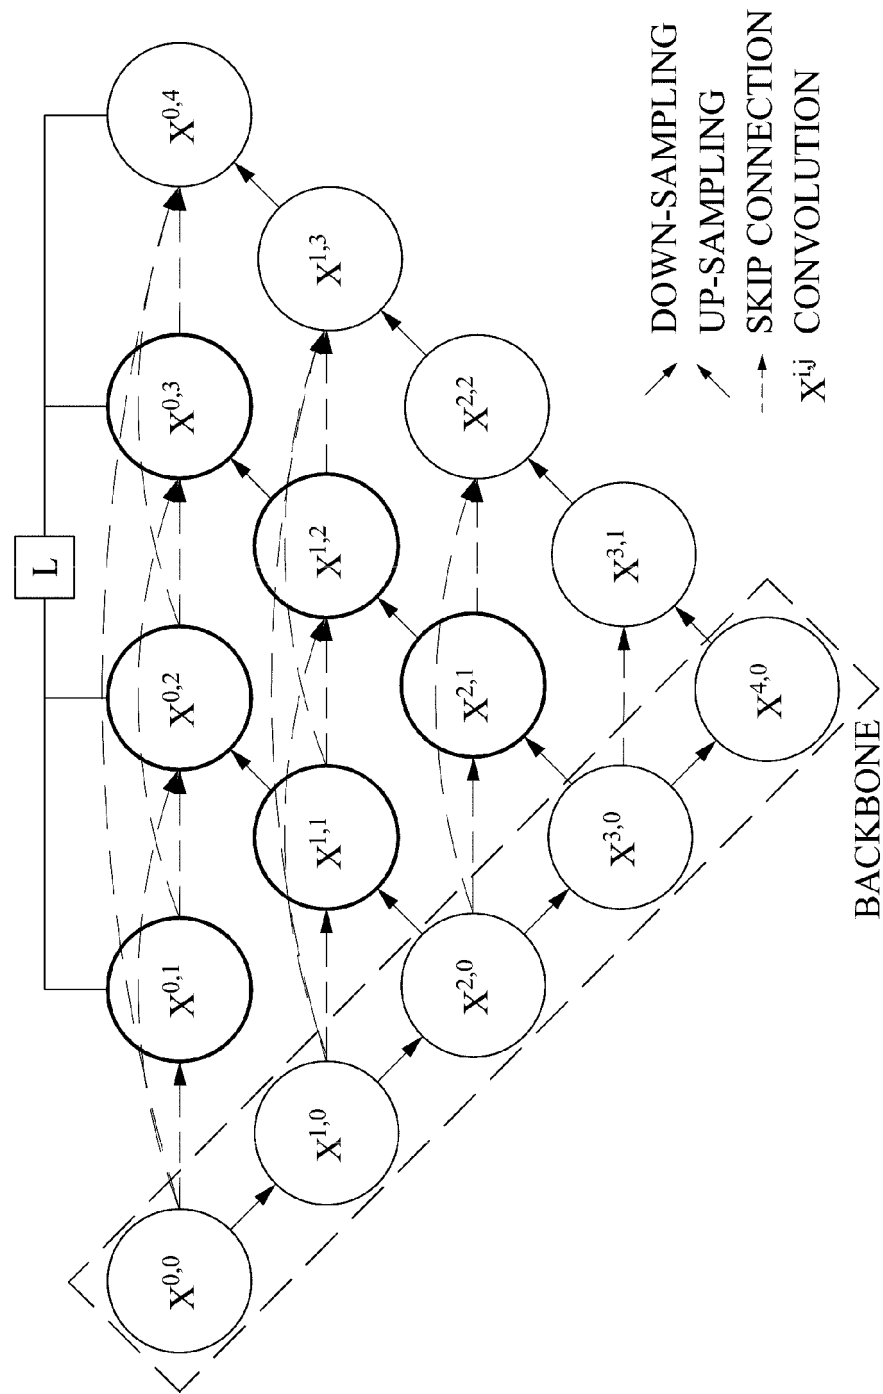 L
X^0,0
X^0,1
X^0,2
X^0,3
X^0,4
X^1,0
X^1,1
X^1,2
X^1,3
X^2,0
X^2,1
X^2,2
X^3,0
X^3,1
X^4,0
BACKBONE
DOWN-SAMPLING
UP-SAMPLING
SKIP CONNECTION
X^i,j CONVOLUTION